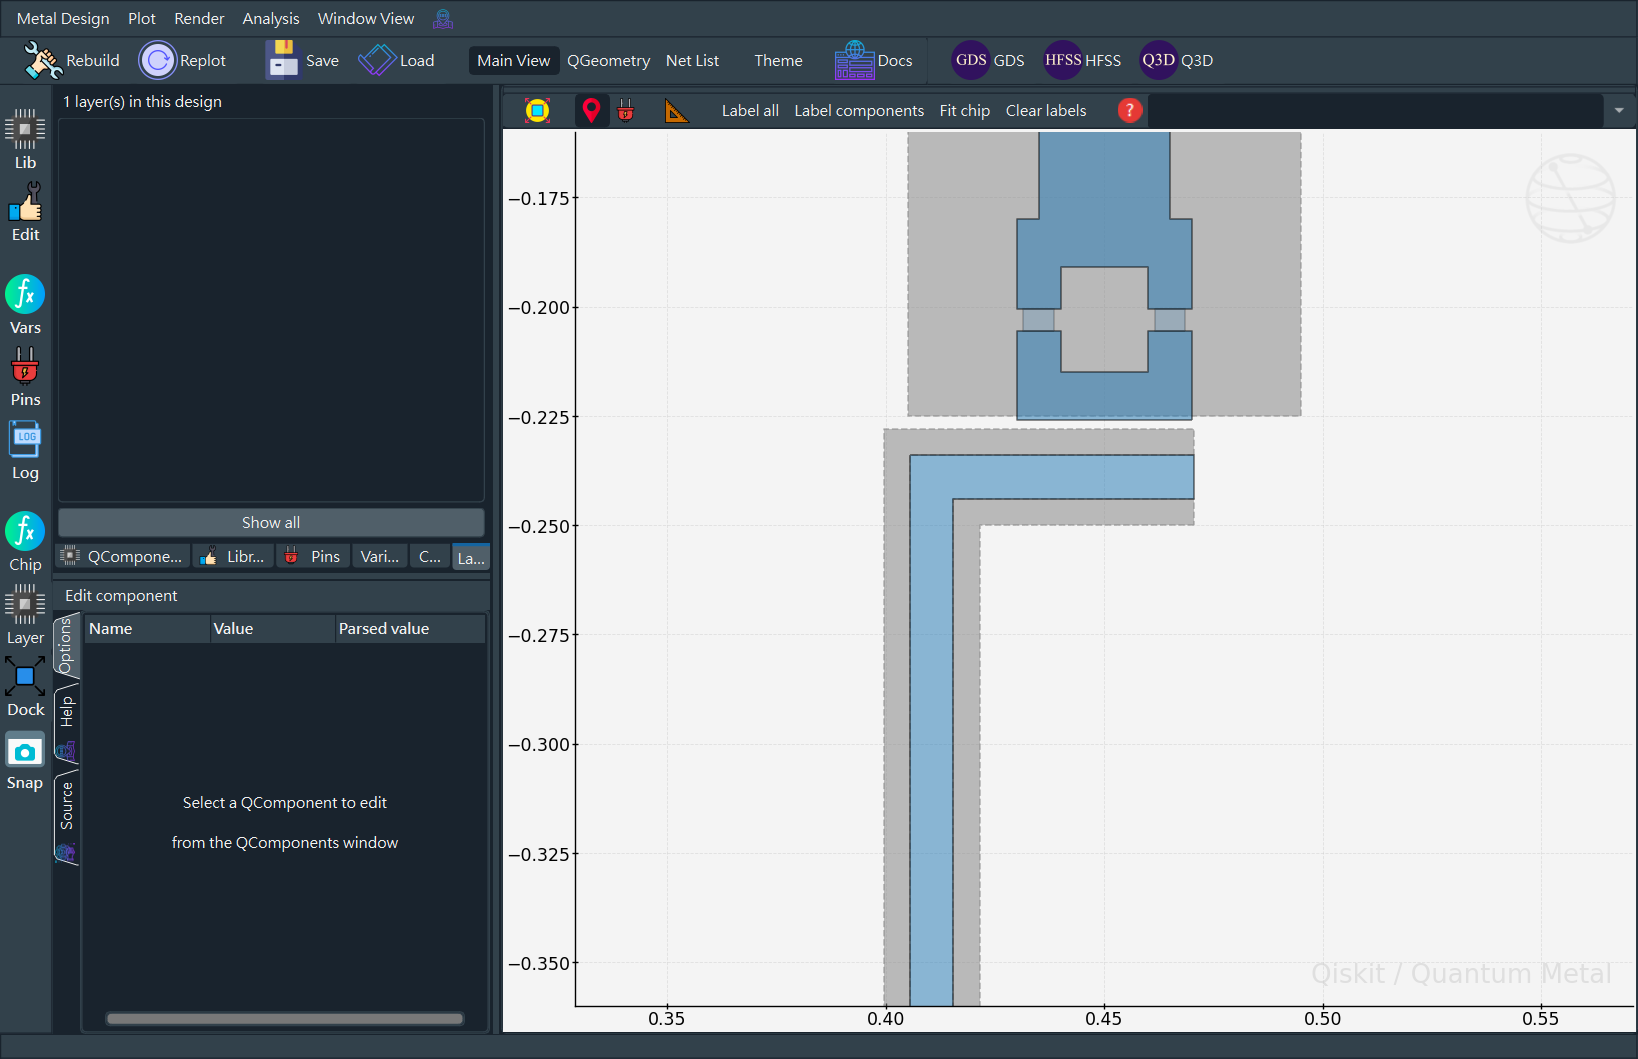 Metal Design Plot Render Analysis Window View
Rebuild Replot Save Load Main View QGeometry Net List Theme Docs GDS GDS HFSS HFSS Q3D Q3D
1 layer(s) in this design
Label all Label components Fit chip Clear labels ?
Lib
Edit
fx
Vars
Pins
LOG
Log
fx
Chip
Layer
Dock
Snap
Show all
QCompone... Libr... Pins Vari... C... La...
Edit component
Options
Help
Source
Name Value Parsed value
Select a QComponent to edit
from the QComponents window
−0.175
−0.200
−0.225
−0.250
−0.275
−0.300
−0.325
−0.350
0.35 0.40 0.45 0.50 0.55
Qiskit / Quantum Metal